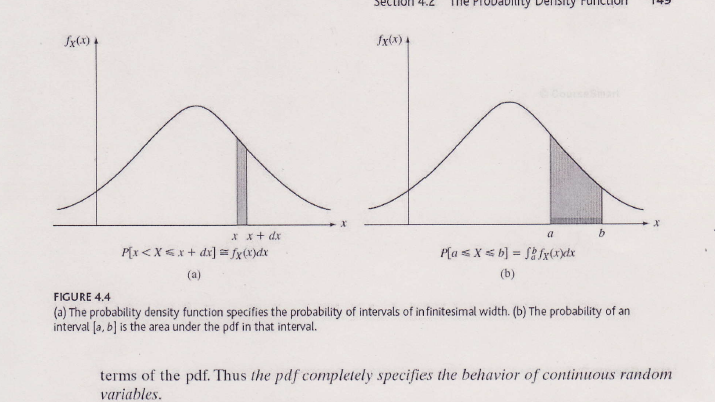 Section 4.2 The Probability Density Function 149
fX(x)
fX(x)
x
x x + dx
P[x < X ≤ x + dx] ≅ fX(x)dx
(a)
x
a b
P[a ≤ X ≤ b] = ∫ₐᵇ fX(x)dx
(b)
© CourseSmart
FIGURE 4.4
(a) The probability density function specifies the probability of intervals of infinitesimal width. (b) The probability of an
interval [a, b] is the area under the pdf in that interval.
terms of the pdf. Thus the pdf completely specifies the behavior of continuous random
variables.